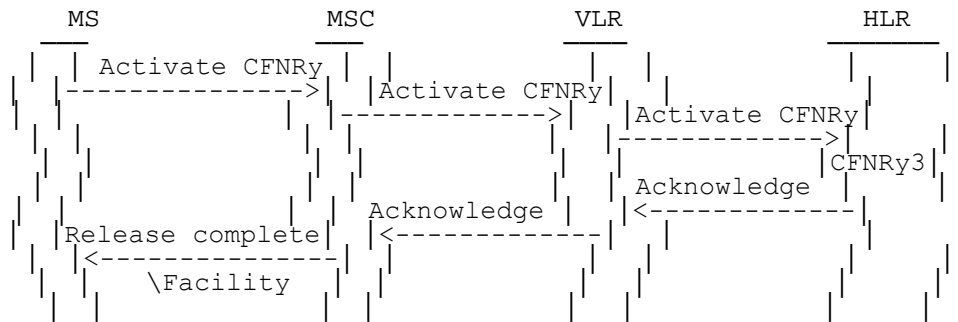 MS MSC VLR HLR
Activate CFNRy
Activate CFNRy
Activate CFNRy
CFNRy3
Acknowledge
Acknowledge
Release complete
\Facility